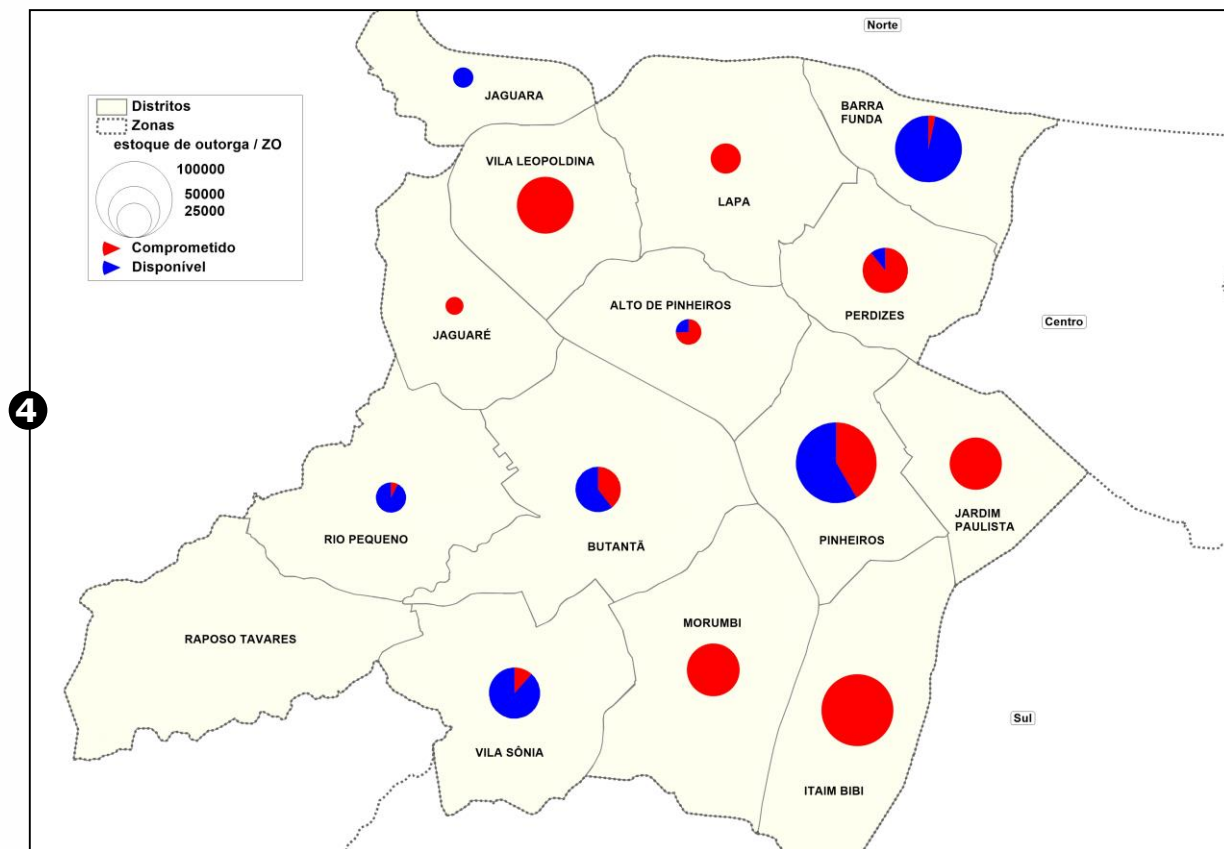 Norte
JAGUARA
BARRA
FUNDA
Distritos
Zonas
estoque de outorga / ZO
100000
50000
25000
Comprometido
Disponível
VILA LEOPOLDINA
LAPA
ALTO DE PINHEIROS
PERDIZES
Centro
JAGUARÉ
4
JARDIM
PAULISTA
RIO PEQUENO
BUTANTÃ
PINHEIROS
RAPOSO TAVARES
MORUMBI
Sul
VILA SÔNIA
ITAIM BIBI